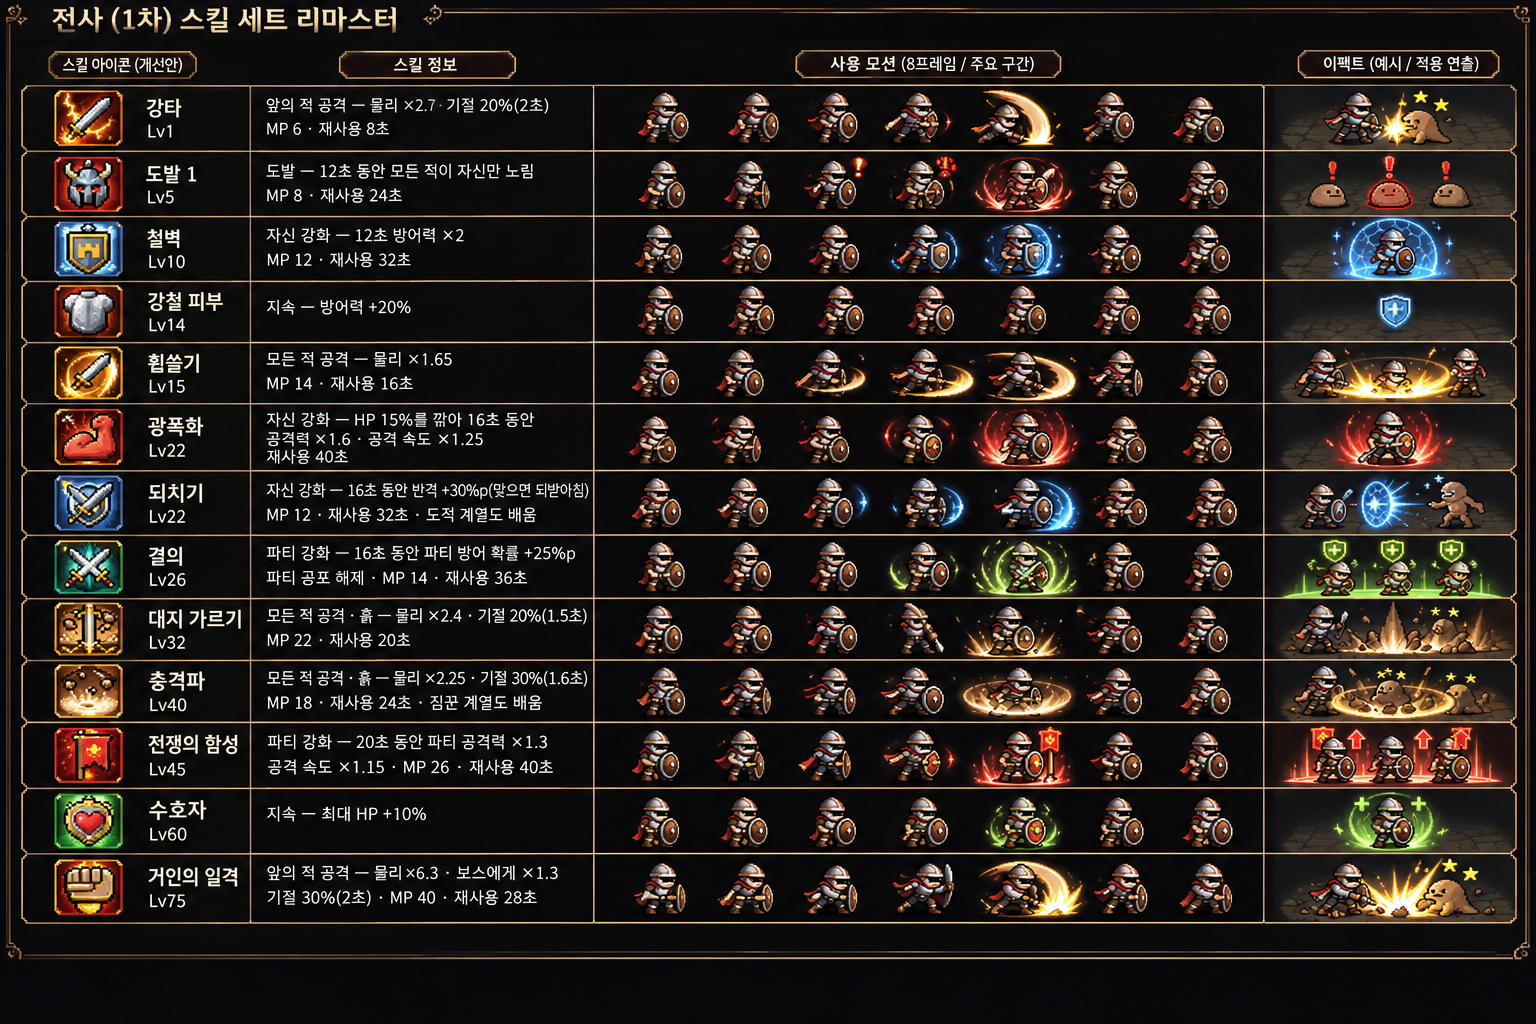 전사 (1차) 스킬 세트 리마스터
스킬 아이콘 (개선안)
스킬 정보
사용 모션 (8프레임 / 주요 구간)
이팩트 (예시 / 적용 연출)
강타
Lv1
앞의 적 공격 — 물리 ×2.7 · 기절 20%(2초)
MP 6 · 재사용 8초
도발 1
Lv5
도발 — 12초 동안 모든 적이 자신만 노림
MP 8 · 재사용 24초
철벽
Lv10
자신 강화 — 12초 방어력 ×2
MP 12 · 재사용 32초
강철 피부
Lv14
지속 — 방어력 +20%
휩쓸기
Lv15
모든 적 공격 — 물리 ×1.65
MP 14 · 재사용 16초
광폭화
Lv22
자신 강화 — HP 15%를 깎아 16초 동안
공격력 ×1.6 · 공격 속도 ×1.25
재사용 40초
되치기
Lv22
자신 강화 — 16초 동안 반격 +30%p(맞으면 되받아침)
MP 12 · 재사용 32초 · 도적 계열도 배움
결의
Lv26
파티 강화 — 16초 동안 파티 방어 확률 +25%p
파티 공포 해제 · MP 14 · 재사용 36초
대지 가르기
Lv32
모든 적 공격 · 흙 — 물리 ×2.4 · 기절 20%(1.5초)
MP 22 · 재사용 20초
충격파
Lv40
모든 적 공격 · 흙 — 물리 ×2.25 · 기절 30%(1.6초)
MP 18 · 재사용 24초 · 짐꾼 계열도 배움
전쟁의 함성
Lv45
파티 강화 — 20초 동안 파티 공격력 ×1.3
공격 속도 ×1.15 · MP 26 · 재사용 40초
수호자
Lv60
지속 — 최대 HP +10%
거인의 일격
Lv75
앞의 적 공격 — 물리 ×6.3 · 보스에게 ×1.3
기절 30%(2초) · MP 40 · 재사용 28초